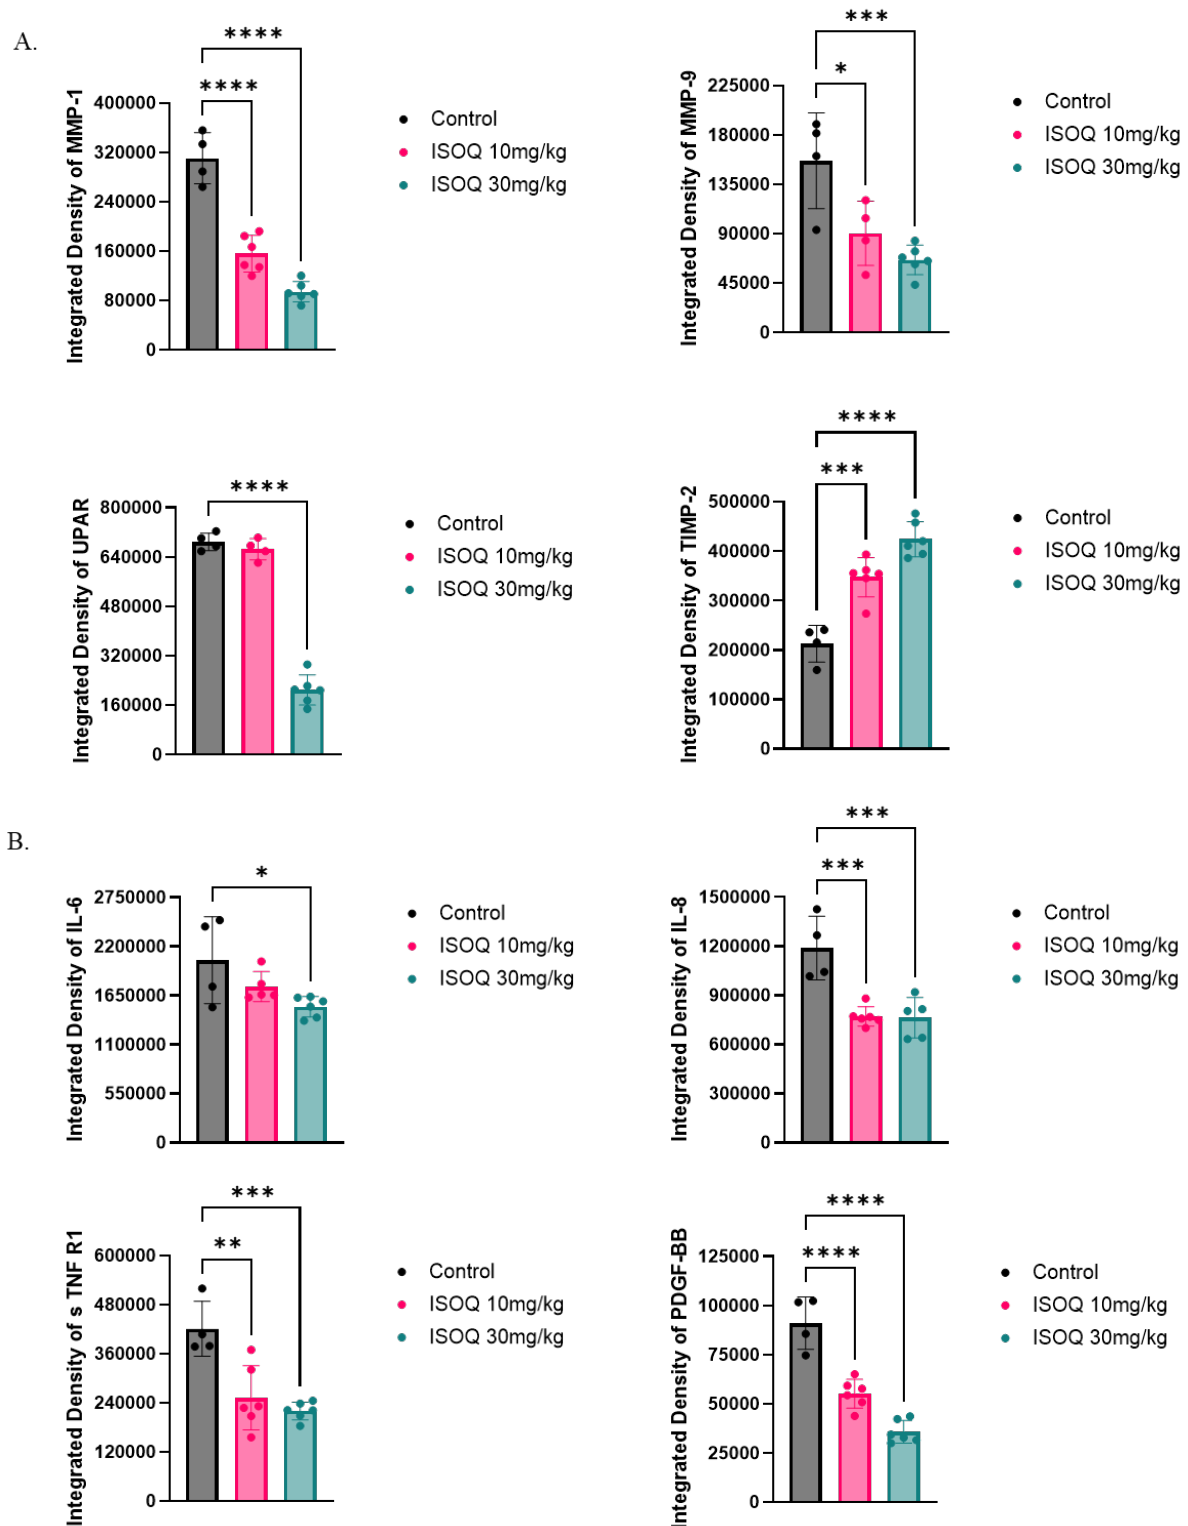 A.
****
****
Integrated Density of MMP-1
400000
320000
240000
160000
80000
0
Control
ISOQ 10mg/kg
ISOQ 30mg/kg
***
*
Integrated Density of MMP-9
225000
180000
135000
90000
45000
0
Control
ISOQ 10mg/kg
ISOQ 30mg/kg
****
Integrated Density of UPAR
800000
640000
480000
320000
160000
0
Control
ISOQ 10mg/kg
ISOQ 30mg/kg
****
***
Integrated Density of TIMP-2
500000
400000
300000
200000
100000
0
Control
ISOQ 10mg/kg
ISOQ 30mg/kg
B.
*
Integrated Density of IL-6
2750000
2200000
1650000
1100000
550000
0
Control
ISOQ 10mg/kg
ISOQ 30mg/kg
***
***
Integrated Density of IL-8
1500000
1200000
900000
600000
300000
0
Control
ISOQ 10mg/kg
ISOQ 30mg/kg
***
**
Integrated Density of s TNF R1
600000
480000
360000
240000
120000
0
Control
ISOQ 10mg/kg
ISOQ 30mg/kg
****
****
Integrated Density of PDGF-BB
125000
100000
75000
50000
25000
0
Control
ISOQ 10mg/kg
ISOQ 30mg/kg